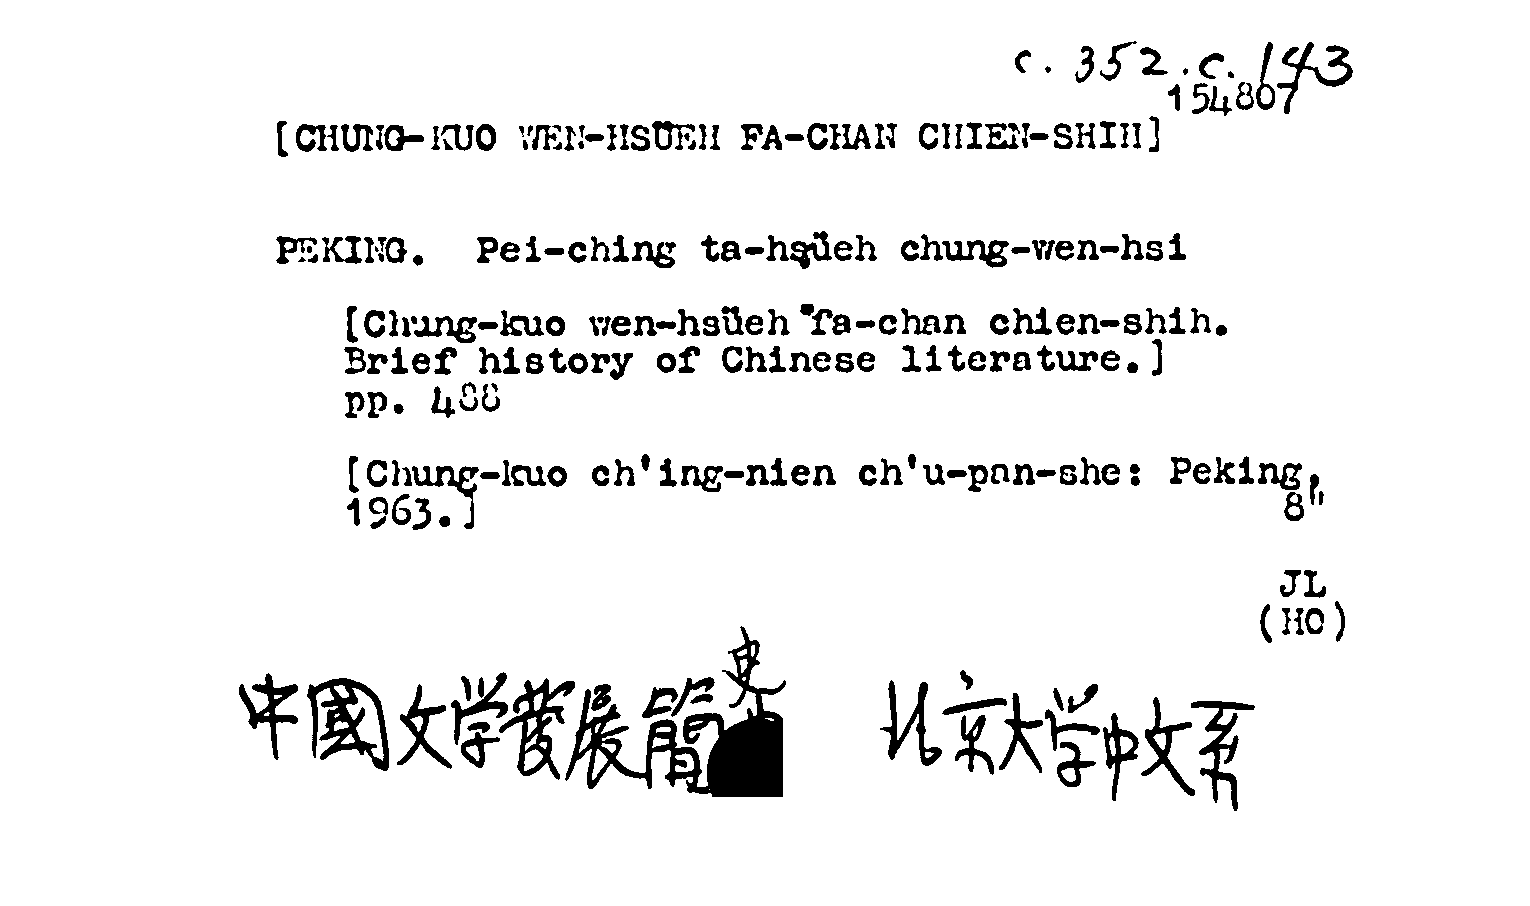 c. 352.c.143
154807
[CHUNG-KUO WEN-HSÜEH FA-CHAN CHIEN-SHIH]
PEKING. Pei-ching ta-hsüeh chung-wen-hsi
[Chung-kuo wen-hsüeh fa-chan chien-shih.
Brief history of Chinese literature.]
pp. 488
[Chung-kuo ch'ing-nien ch'u-pan-she: Peking,
1963.] 8"
JL
(HO)
中國文学發展簡史 北京大学中文系